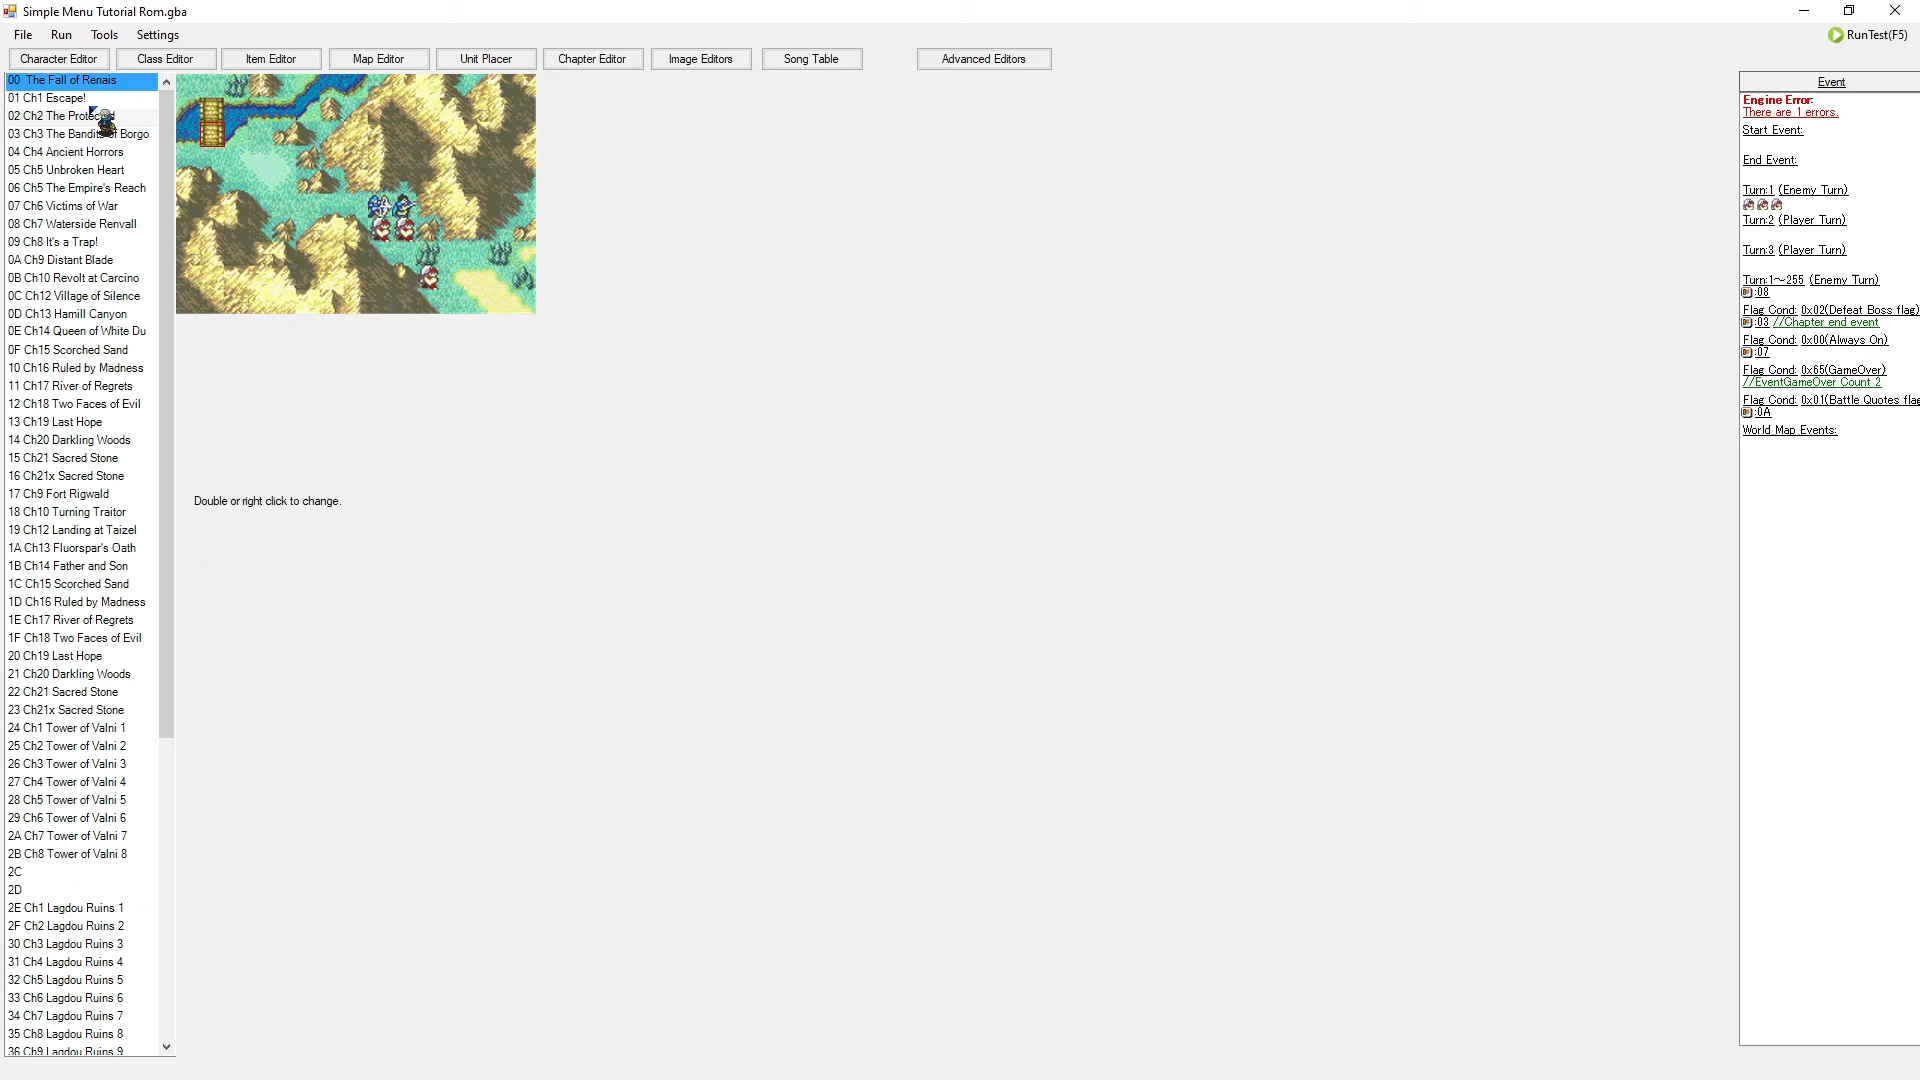 Simple Menu Tutorial Rom.gba
File Run Tools Settings
RunTest(F5)
Character Editor Class Editor Item Editor Map Editor Unit Placer Chapter Editor Image Editors Song Table Advanced Editors
00 The Fall of Renais
01 Ch1 Escape!
02 Ch2 The
03 Ch3 The Bandits of Borgo
04 Ch4 Ancient Horrors
05 Ch5 Unbroken Heart
06 Ch5 The Empire's Reach
07 Ch6 Victims of War
08 Ch7 Waterside Renvall
09 Ch8 It's a Trap!
0A Ch9 Distant Blade
0B Ch10 Revolt at Carcino
0C Ch12 Village of Silence
0D Ch13 Hamill Canyon
0E Ch14 Queen of White Du
0F Ch15 Scorched Sand
10 Ch16 Ruled by Madness
11 Ch17 River of Regrets
12 Ch18 Two Faces of Evil
13 Ch19 Last Hope
14 Ch20 Darkling Woods
15 Ch21 Sacred Stone
16 Ch21x Sacred Stone
17 Ch9 Fort Rigwald
18 Ch10 Turning Traitor
19 Ch12 Landing at Taizel
1A Ch13 Fluorspar's Oath
1B Ch14 Father and Son
1C Ch15 Scorched Sand
1D Ch16 Ruled by Madness
1E Ch17 River of Regrets
1F Ch18 Two Faces of Evil
20 Ch19 Last Hope
21 Ch20 Darkling Woods
22 Ch21 Sacred Stone
23 Ch21x Sacred Stone
24 Ch1 Tower of Valni 1
25 Ch2 Tower of Valni 2
26 Ch3 Tower of Valni 3
27 Ch4 Tower of Valni 4
28 Ch5 Tower of Valni 5
29 Ch6 Tower of Valni 6
2A Ch7 Tower of Valni 7
2B Ch8 Tower of Valni 8
2C
2D
2E Ch1 Lagdou Ruins 1
2F Ch2 Lagdou Ruins 2
30 Ch3 Lagdou Ruins 3
31 Ch4 Lagdou Ruins 4
32 Ch5 Lagdou Ruins 5
33 Ch6 Lagdou Ruins 6
34 Ch7 Lagdou Ruins 7
35 Ch8 Lagdou Ruins 8
36 Ch9 Lagdou Ruins 9
Double or right click to change.
Event
Engine Error:
There are 1 errors.
Start Event:
End Event:
Turn:1 (Enemy Turn)
Turn:2 (Player Turn)
Turn:3 (Player Turn)
Turn:1～255 (Enemy Turn)
:08
Flag Cond: 0x02(Defeat Boss flag)
:03 //Chapter end event
Flag Cond: 0x00(Always On)
:07
Flag Cond: 0x65(GameOver)
//EventGameOver Count 2
Flag Cond: 0x01(Battle Quotes flag
:0A
World Map Events: